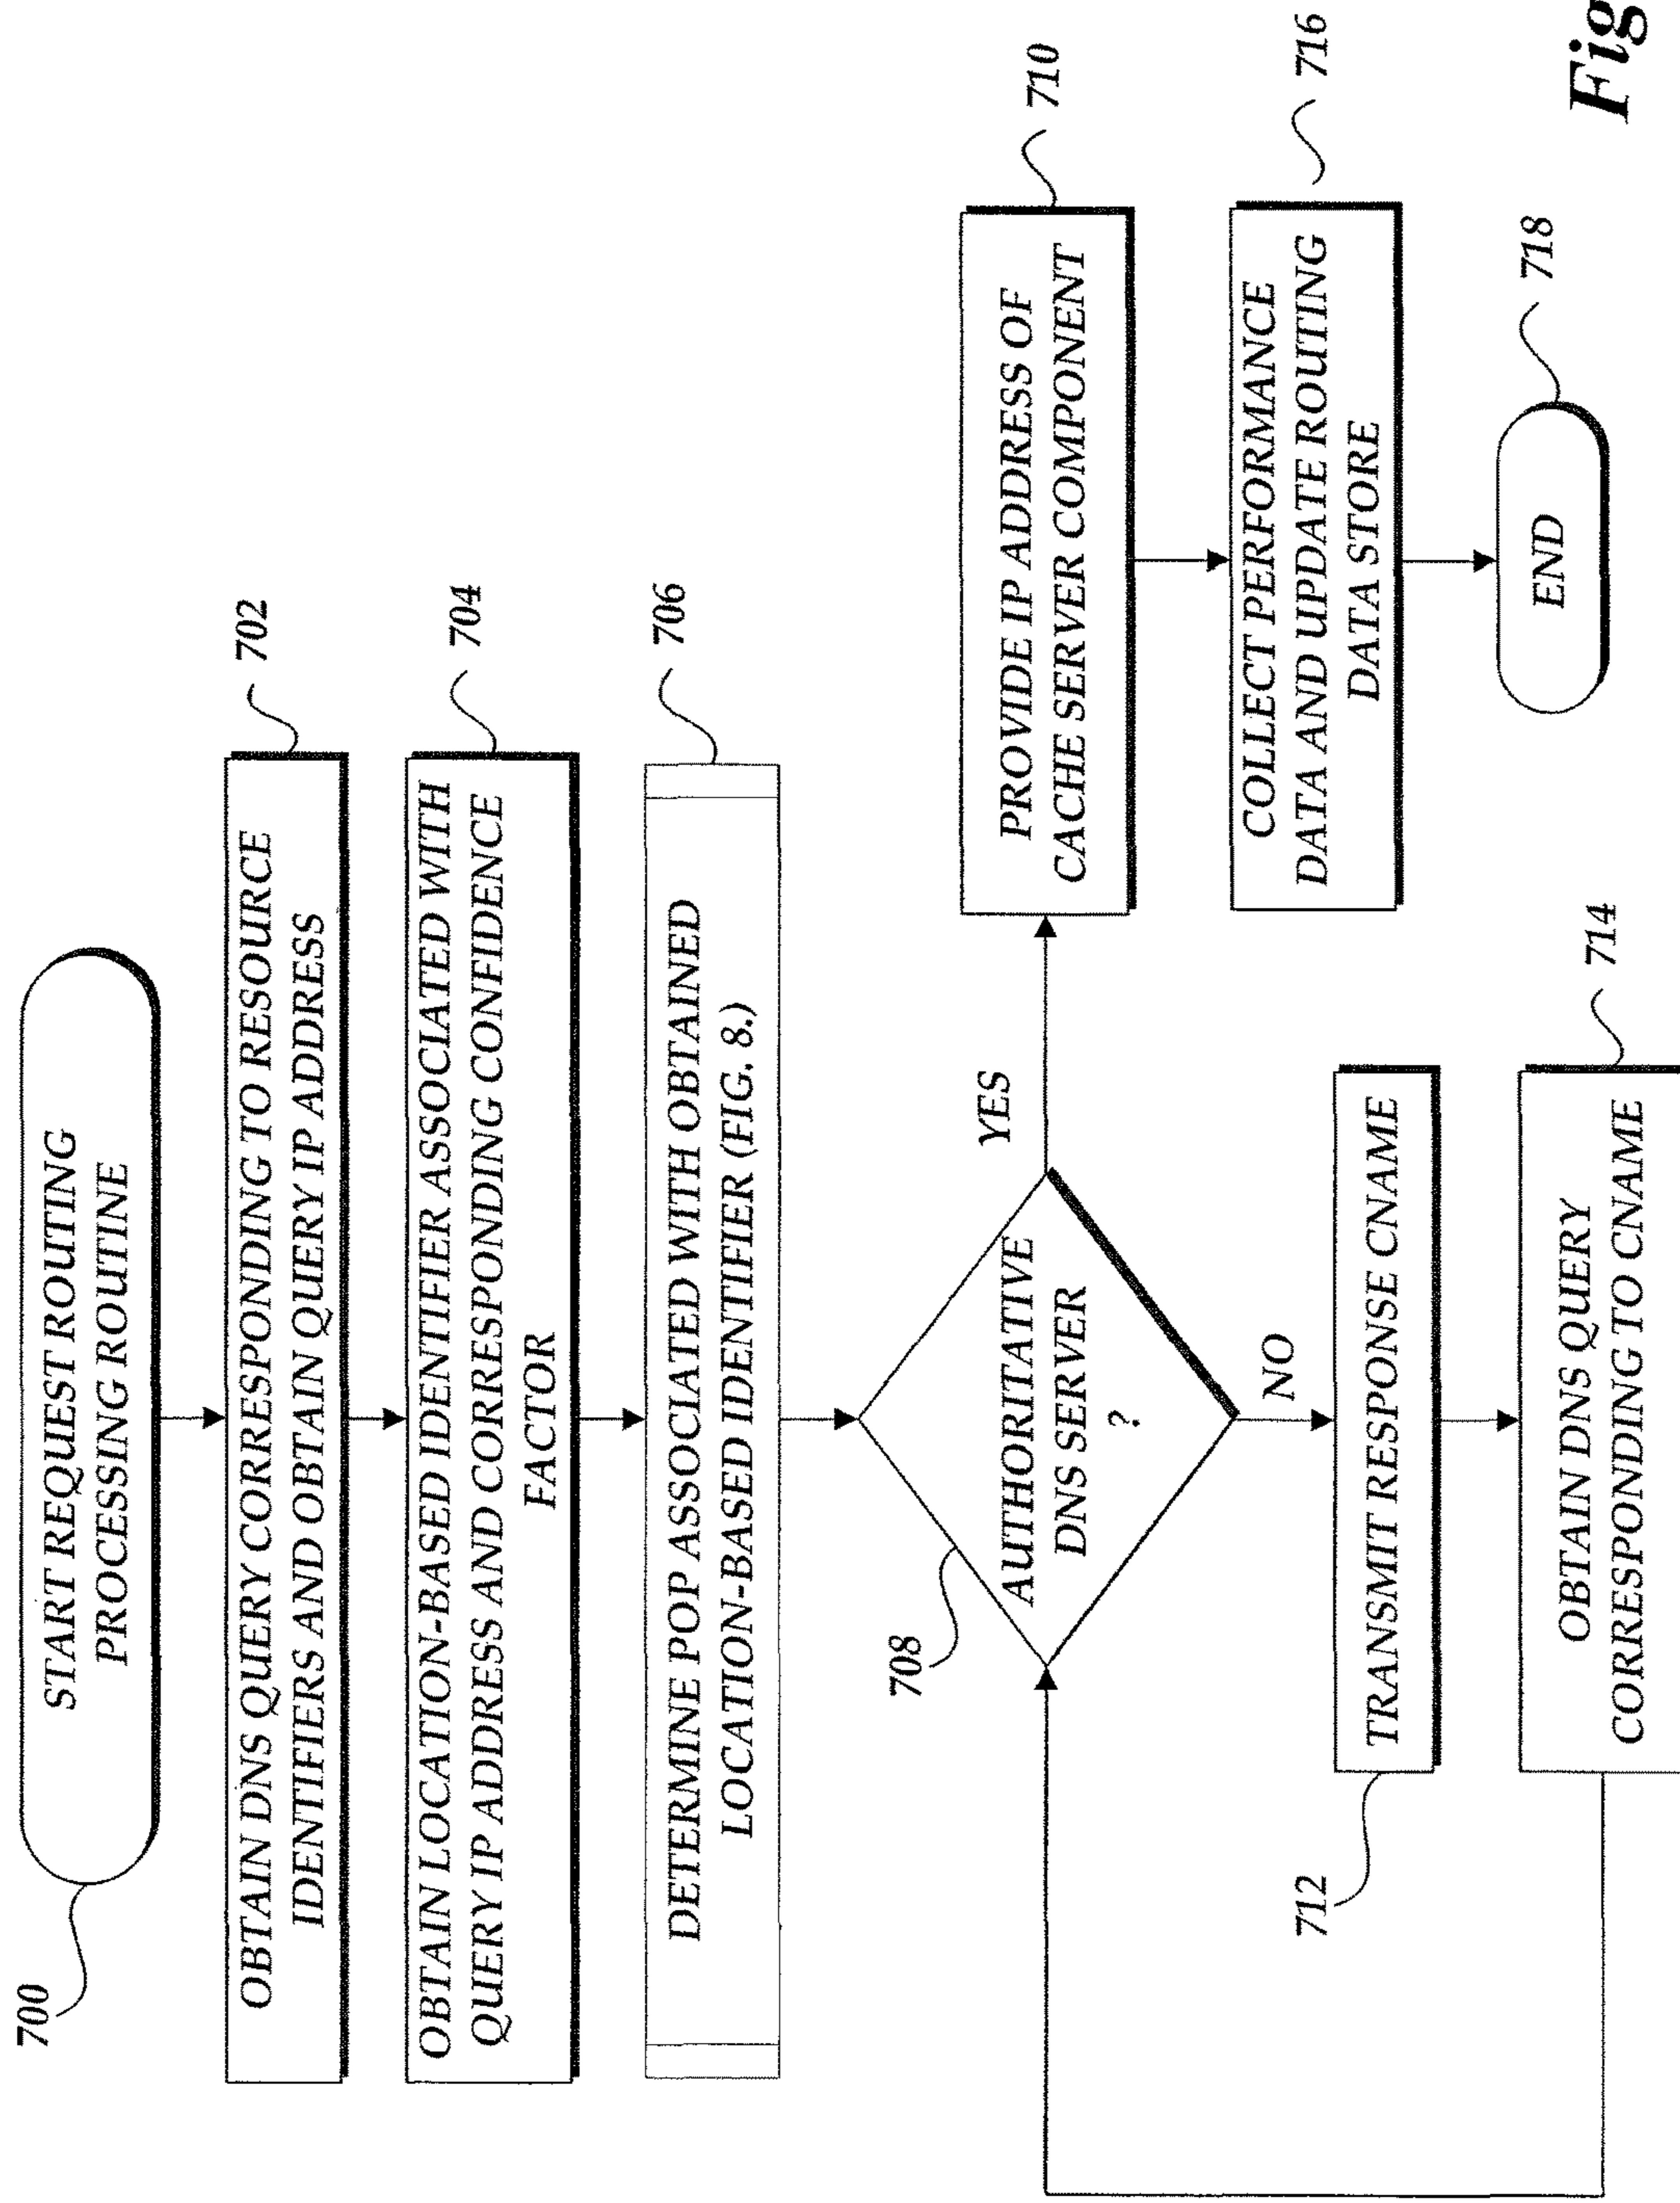 700
START REQUEST ROUTING
PROCESSING ROUTINE
OBTAIN DNS QUERY CORRESPONDING TO RESOURCE
IDENTIFIERS AND OBTAIN QUERY IP ADDRESS
702
OBTAIN LOCATION-BASED IDENTIFIER ASSOCIATED WITH
QUERY IP ADDRESS AND CORRESPONDING CONFIDENCE
FACTOR
704
DETERMINE POP ASSOCIATED WITH OBTAINED
LOCATION-BASED IDENTIFIER (FIG. 8.)
706
708
AUTHORITATIVE
DNS SERVER
?
YES
PROVIDE IP ADDRESS OF
CACHE SERVER COMPONENT
710
COLLECT PERFORMANCE
DATA AND UPDATE ROUTING
DATA STORE
716
END
718
NO
712
TRANSMIT RESPONSE CNAME
OBTAIN DNS QUERY
CORRESPONDING TO CNAME
714
Fig